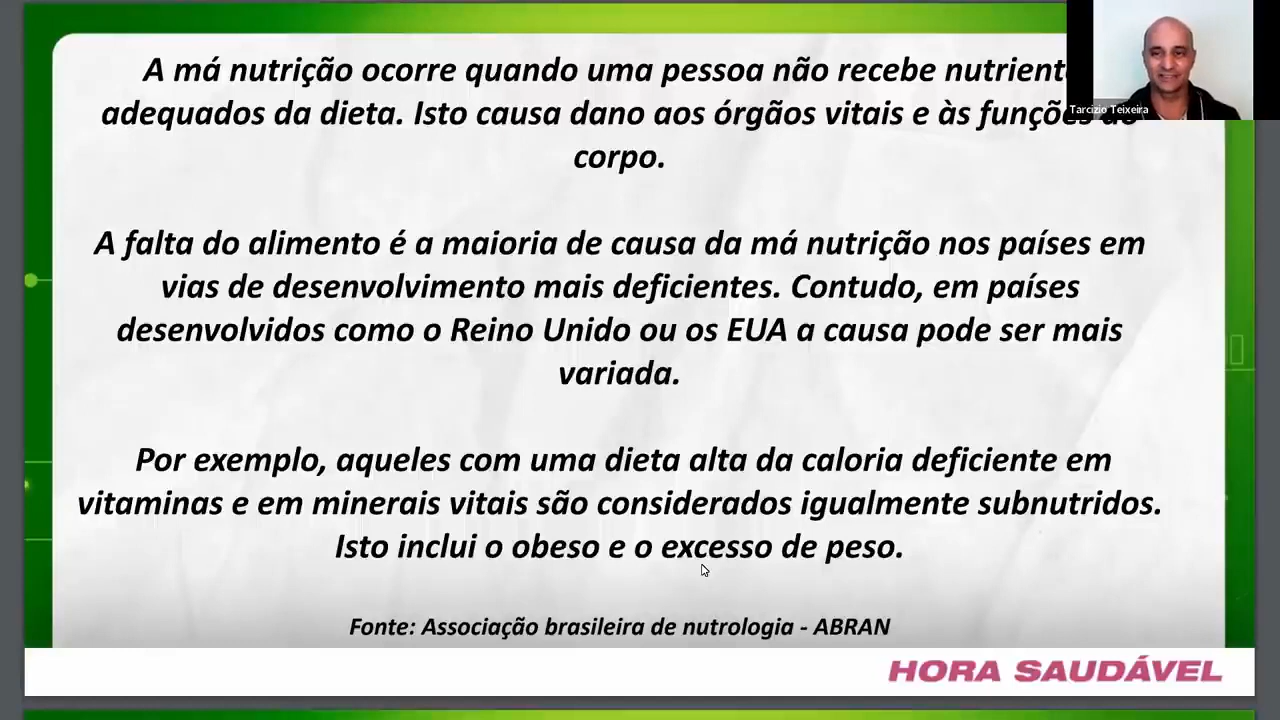 A má nutrição ocorre quando uma pessoa não recebe
adequados da dieta. Isto causa dano aos órgãos vitais e às funções do
corpo.
A falta do alimento é a maioria de causa da má nutrição nos países em
vias de desenvolvimento mais deficientes. Contudo, em países
desenvolvidos como o Reino Unido ou os EUA a causa pode ser mais
variada.
Por exemplo, aqueles com uma dieta alta da caloria deficiente em
vitaminas e em minerais vitais são considerados igualmente subnutridos.
Isto inclui o obeso e o excesso de peso.
Fonte: Associação brasileira de nutrologia - ABRAN
HORA SAUDÁVEL
Tarcizio Teixeira